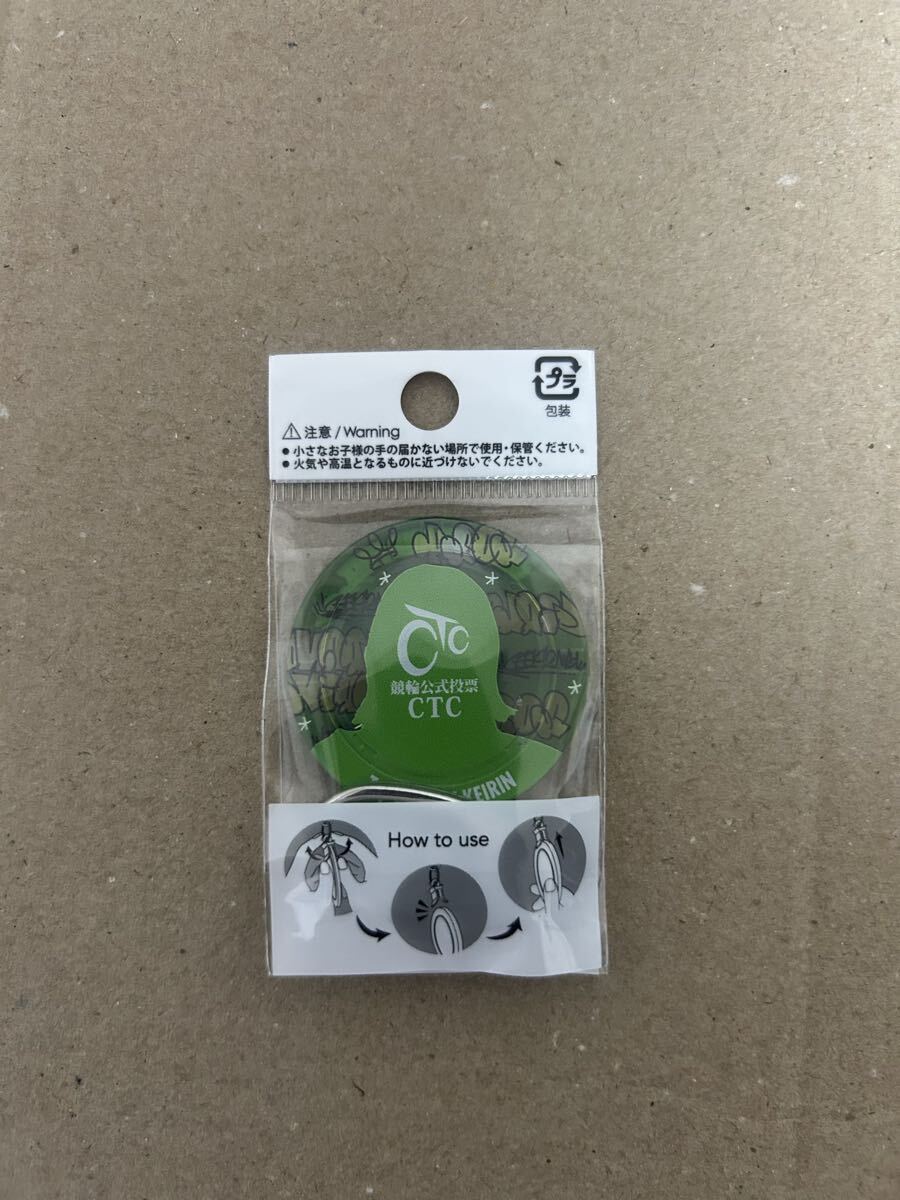 プラ
包装
注意 / Warning
● 小さなお子様の手の届かない場所で使用・保管ください。
● 火気や高温となるものに近づけないでください。
CTC
競輪公式投票
CTC
KEIRIN
How to use